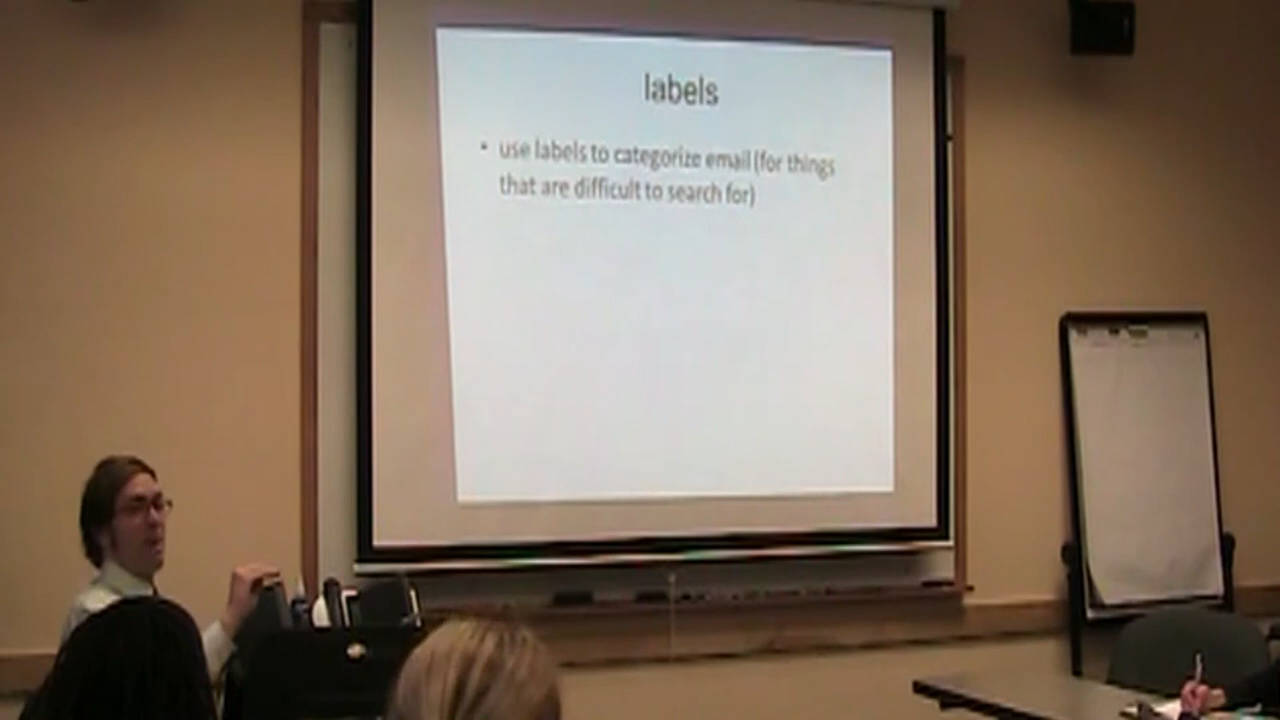 labels
• use labels to categorize email (for things
that are difficult to search for)